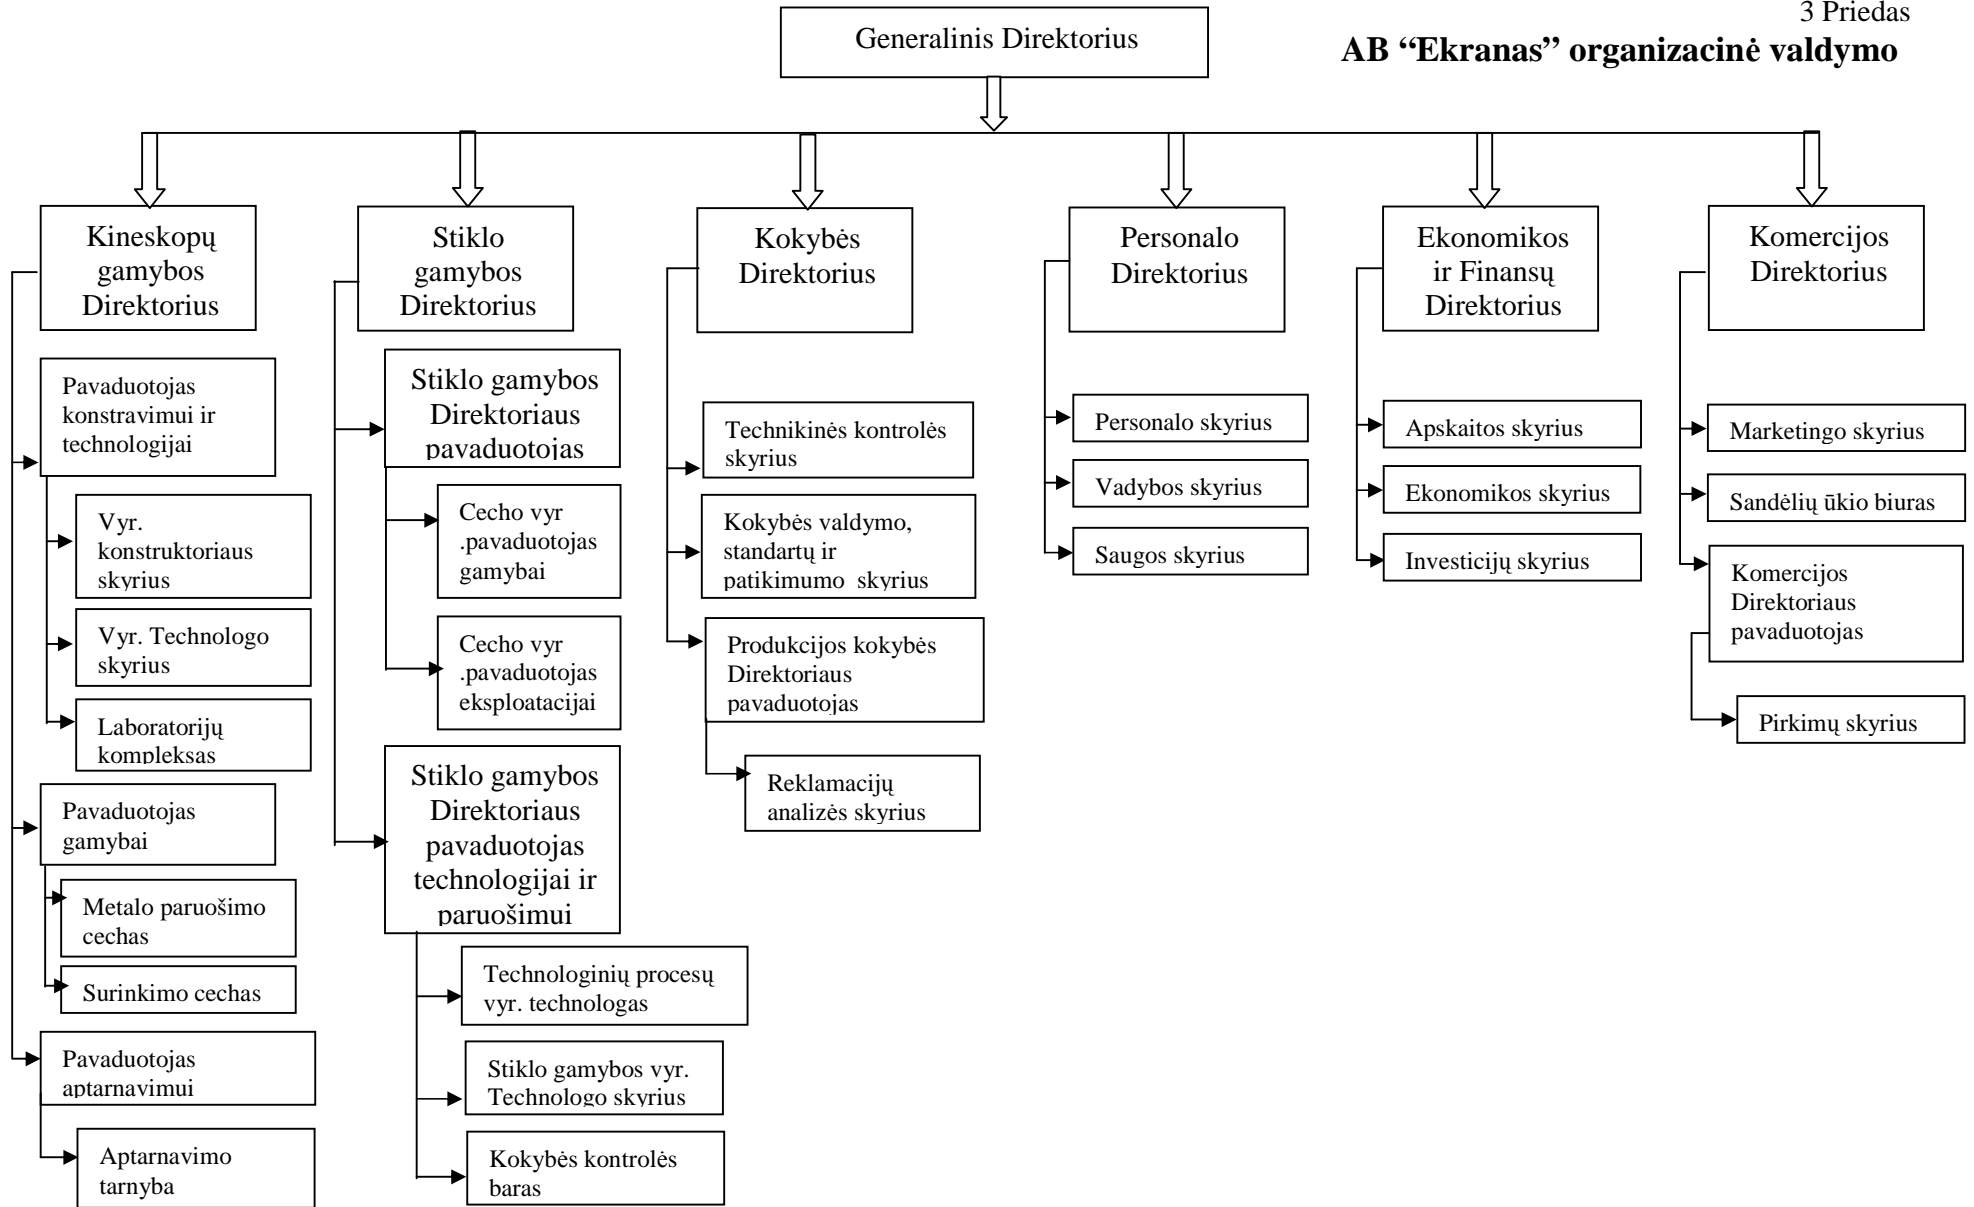 3 Priedas
AB “Ekranas” organizacinė valdymo
Generalinis Direktorius
Kineskopų
gamybos
Direktorius
Pavaduotojas
konstravimui ir
technologijai
Vyr.
konstruktoriaus
skyrius
Vyr. Technologo
skyrius
Laboratorijų
kompleksas
Pavaduotojas
gamybai
Metalo paruošimo
cechas
Surinkimo cechas
Pavaduotojas
aptarnavimui
Aptarnavimo
tarnyba
Stiklo
gamybos
Direktorius
Stiklo gamybos
Direktoriaus
pavaduotojas
Cecho vyr
.pavaduotojas
gamybai
Cecho vyr
.pavaduotojas
eksploatacijai
Stiklo gamybos
Direktoriaus
pavaduotojas
technologijai ir
paruošimui
Technologinių procesų
vyr. technologas
Stiklo gamybos vyr.
Technologo skyrius
Kokybės kontrolės
baras
Kokybės
Direktorius
Technikinės kontrolės
skyrius
Kokybės valdymo,
standartų ir
patikimumo skyrius
Produkcijos kokybės
Direktoriaus
pavaduotojas
Reklamacijų
analizės skyrius
Personalo
Direktorius
Personalo skyrius
Vadybos skyrius
Saugos skyrius
Ekonomikos
ir Finansų
Direktorius
Apskaitos skyrius
Ekonomikos skyrius
Investicijų skyrius
Komercijos
Direktorius
Marketingo skyrius
Sandėlių ūkio biuras
Komercijos
Direktoriaus
pavaduotojas
Pirkimų skyrius